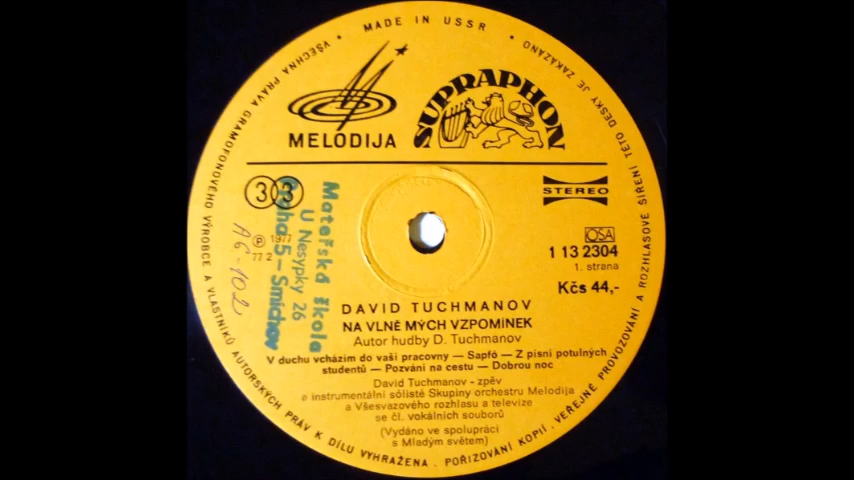 MADE IN USSR
VŠECHNA PRÁVA GRAMOFONOVÉHO VÝROBCE A VLASTNÍKŮ AUTORSKÝCH PRÁV K DÍLU VYHRAŽENA. POŘIZOVÁNÍ KOPIÍ, VEŘEJNÉ PROVOZOVÁNÍ A ROZHLASOVÉ ŠÍŘENÍ TÉTO DESKY JE ZAKÁZÁNO
MELODIJA
SUPRAPHON
33
STEREO
OSA
1 13 2304
1. strana
Kčs 44,-
Ⓟ 1977
77 2
AG-102
Mateřská škola
U Nesypky 26
Praha 5 — Smíchov
DAVID TUCHMANOV
NA VLNĚ MÝCH VZPOMÍNEK
Autor hudby D. Tuchmanov
V duchu vcházím do vaší pracovny — Sapfó — Z písní potulných
studentů — Pozvání na cestu — Dobrou noc
David Tuchmanov - zpěv
a instrumentální sólisté Skupiny orchestru Melodija
a Všesvazového rozhlasu a televize
se čl. vokálních souborů
(Vydáno ve spolupráci
s Mladým světem)